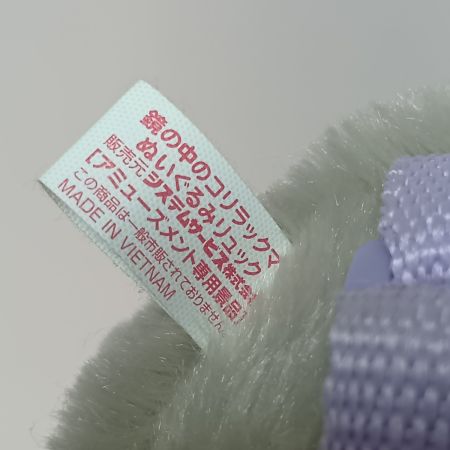 鏡の中のコリラックマ
ぬいぐるみリュック
販売元システムサービス株式会
[アミューズメント専用景品
この商品は一般市販されておりません
MADE IN VIETNAM